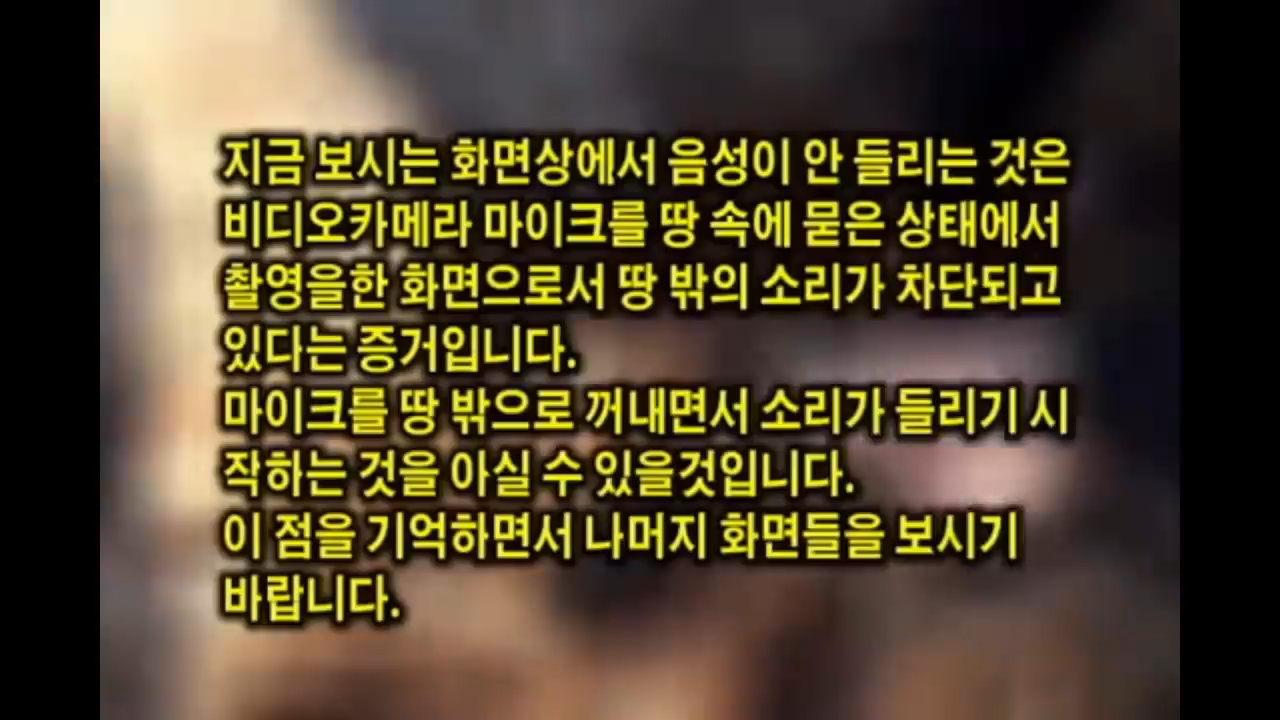 지금 보시는 화면상에서 음성이 안 들리는 것은
비디오카메라 마이크를 땅 속에 묻은 상태에서
촬영을한 화면으로서 땅 밖의 소리가 차단되고
있다는 증거입니다.
마이크를 땅 밖으로 꺼내면서 소리가 들리기 시
작하는 것을 아실 수 있을것입니다.
이 점을 기억하면서 나머지 화면들을 보시기
바랍니다.